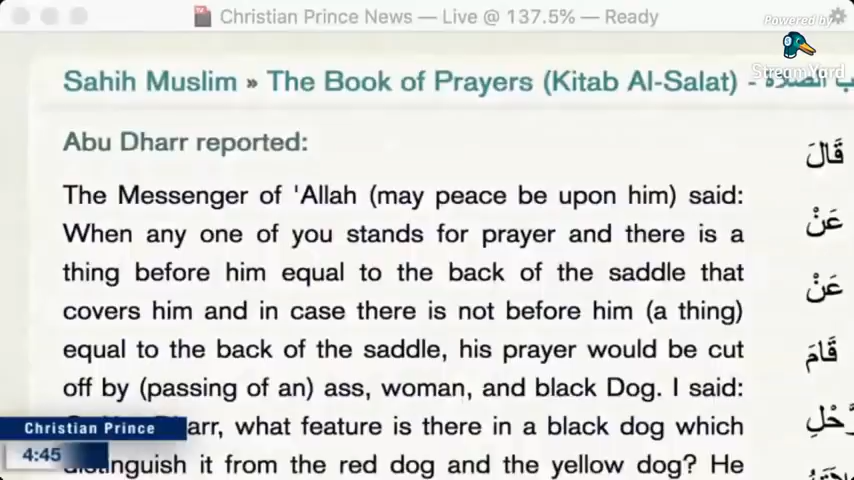 Christian Prince News — Live @ 137.5% — Ready
Powered by
StreamYard
Sahih Muslim » The Book of Prayers (Kitab Al-Salat) - ب الصلاة
Abu Dharr reported:
قَالَ
The Messenger of 'Allah (may peace be upon him) said:
When any one of you stands for prayer and there is a
عَنْ
thing before him equal to the back of the saddle that
عَنْ
covers him and in case there is not before him (a thing)
equal to the back of the saddle, his prayer would be cut
قَامَ
off by (passing of an) ass, woman, and black Dog. I said:
arr, what feature is there in a black dog which
Christian Prince
4:45
it from the red dog and the yellow dog? He